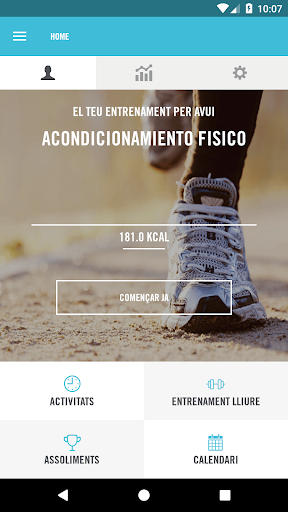 10:07
HOME
EL TEU ENTRENAMENT PER AVUI
ACONDICIONAMIENTO FISICO
181.0 KCAL
COMENÇAR JA
ACTIVITATS
ENTRENAMENT LLIURE
ASSOLIMENTS
CALENDARI